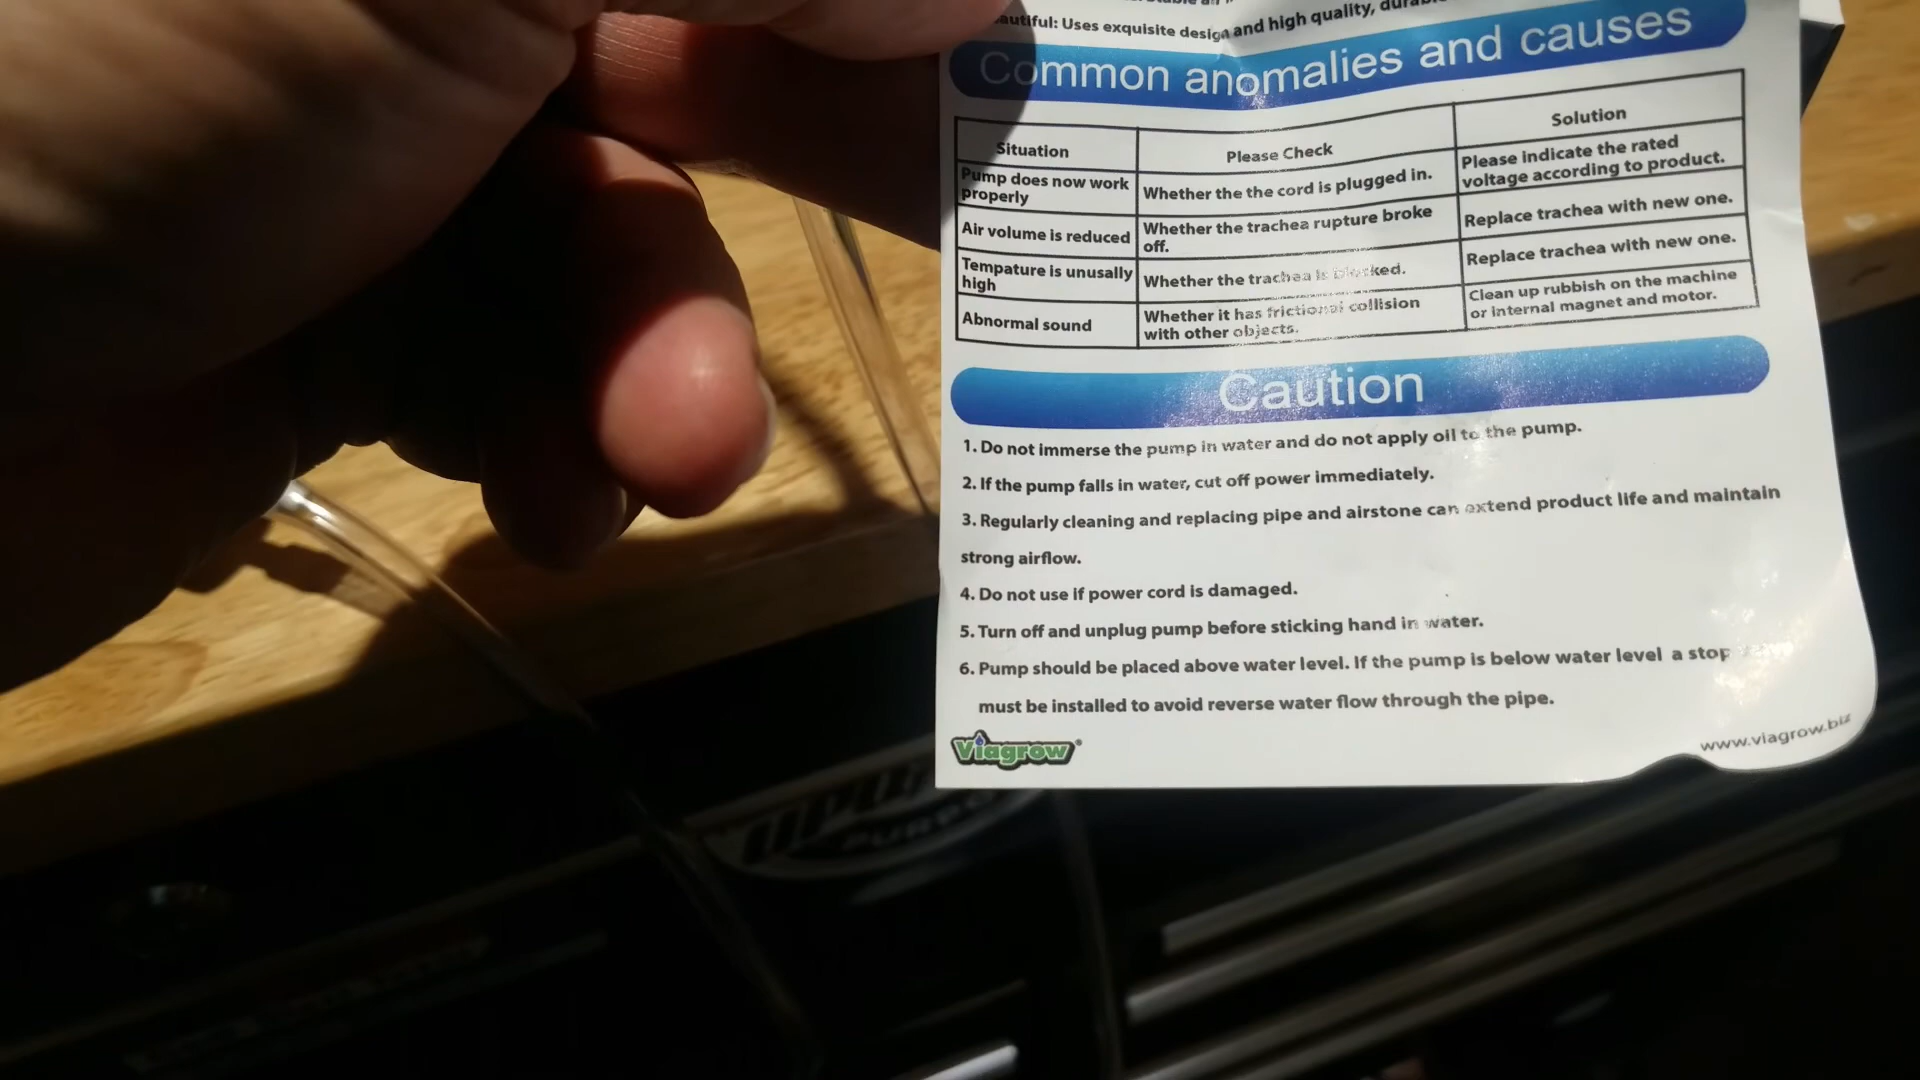 autiful: Uses exquisite design and high quality,
Common anomalies and causes
Situation
Please Check
Solution
Pump does now work
properly
Whether the the cord is plugged in.
Please indicate the rated
voltage according to product.
Air volume is reduced
Whether the trachea rupture broke
off.
Replace trachea with new one.
Tempature is unusally
high
Whether the trachea is blocked.
Replace trachea with new one.
Abnormal sound
Whether it has frictional collision
with other objects.
Clean up rubbish on the machine
or internal magnet and motor.
Caution
1. Do not immerse the pump in water and do not apply oil to the pump.
2. If the pump falls in water, cut off power immediately.
3. Regularly cleaning and replacing pipe and airstone can extend product life and maintain
strong airflow.
4. Do not use if power cord is damaged.
5. Turn off and unplug pump before sticking hand in water.
6. Pump should be placed above water level. If the pump is below water level a stop
must be installed to avoid reverse water flow through the pipe.
Viagrow®
www.viagrow.biz